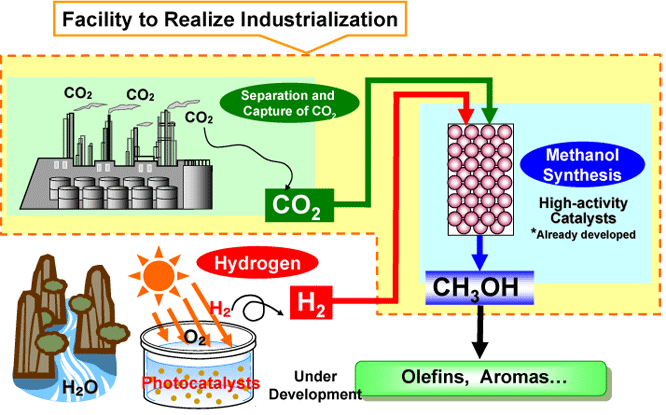 Facility to Realize Industrialization
CO2
CO2
CO2
CO2
Separation and
Capture of CO2
CO2
Methanol
Synthesis
High-activity
Catalysts
*Already developed
Hydrogen
H2
H2
CH3OH
O2
Photocatalysts
H2O
Under
Development
Olefins, Aromas...